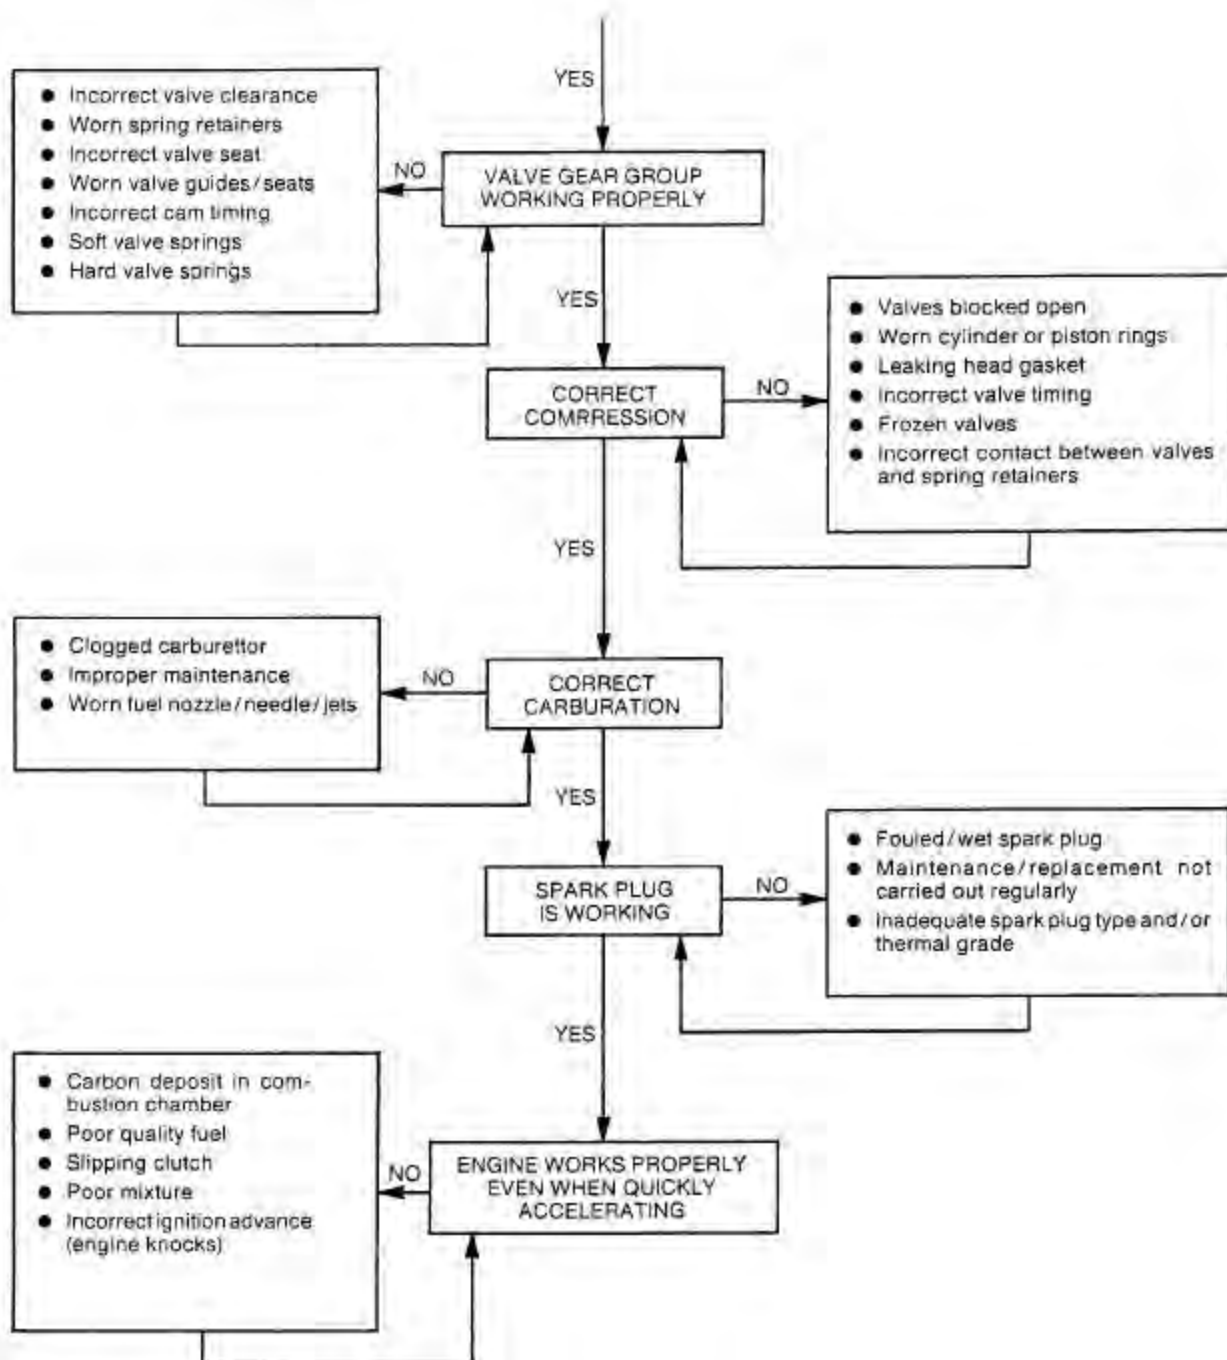 YES
● Incorrect valve clearance
● Worn spring retainers
● Incorrect valve seat
● Worn valve guides/seats
● Incorrect cam timing
● Soft valve springs
● Hard valve springs
NO
VALVE GEAR GROUP
WORKING PROPERLY
YES
● Valves blocked open
● Worn cylinder or piston rings
● Leaking head gasket
● Incorrect valve timing
● Frozen valves
● Incorrect contact between valves
and spring retainers
CORRECT
COMRRESSION
NO
YES
● Clogged carburettor
● Improper maintenance
● Worn fuel nozzle/needle/jets
NO
CORRECT
CARBURATION
YES
● Fouled/wet spark plug
● Maintenance/replacement not
carried out regularly
● Inadequate spark plug type and/or
thermal grade
SPARK PLUG
IS WORKING
NO
YES
● Carbon deposit in com-
bustion chamber
● Poor quality fuel
● Slipping clutch
● Poor mixture
● Incorrect ignition advance
(engine knocks)
NO
ENGINE WORKS PROPERLY
EVEN WHEN QUICKLY
ACCELERATING